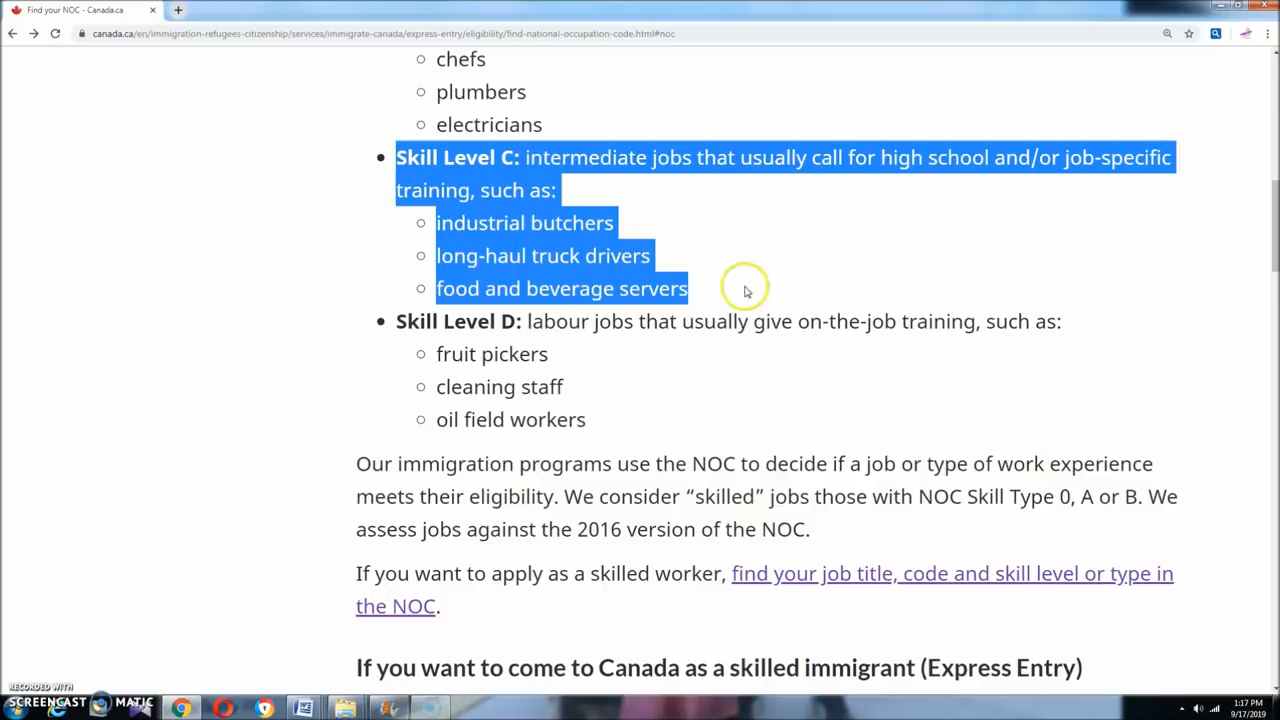 Find your NOC - Canada.ca
canada.ca/en/immigration-refugees-citizenship/services/immigrate-canada/express-entry/eligibility/find-national-occupation-code.html#noc
chefs
plumbers
electricians
Skill Level C: intermediate jobs that usually call for high school and/or job-specific
training, such as:
industrial butchers
long-haul truck drivers
food and beverage servers
Skill Level D: labour jobs that usually give on-the-job training, such as:
fruit pickers
cleaning staff
oil field workers
Our immigration programs use the NOC to decide if a job or type of work experience
meets their eligibility. We consider “skilled” jobs those with NOC Skill Type 0, A or B. We
assess jobs against the 2016 version of the NOC.
If you want to apply as a skilled worker, find your job title, code and skill level or type in
the NOC.
If you want to come to Canada as a skilled immigrant (Express Entry)
RECORDED WITH
SCREENCAST MATIC
1:17 PM
9/17/2019